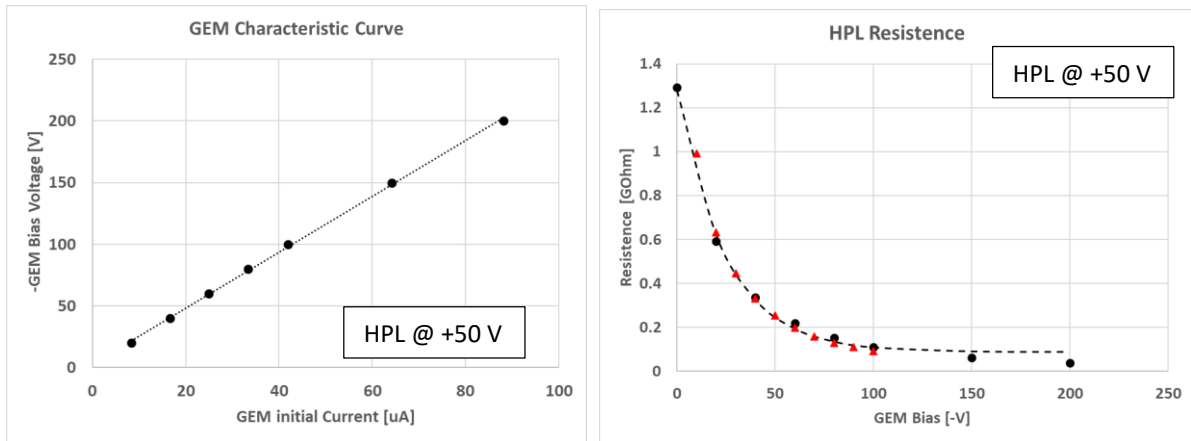 GEM Characteristic Curve
-GEM Bias Voltage [V]
250
200
150
100
50
0
0 20 40 60 80 100
GEM initial Current [uA]
HPL @ +50 V
HPL Resistence
HPL @ +50 V
Resistence [GOhm]
1.4
1.2
1
0.8
0.6
0.4
0.2
0
0 50 100 150 200 250
GEM Bias [-V]